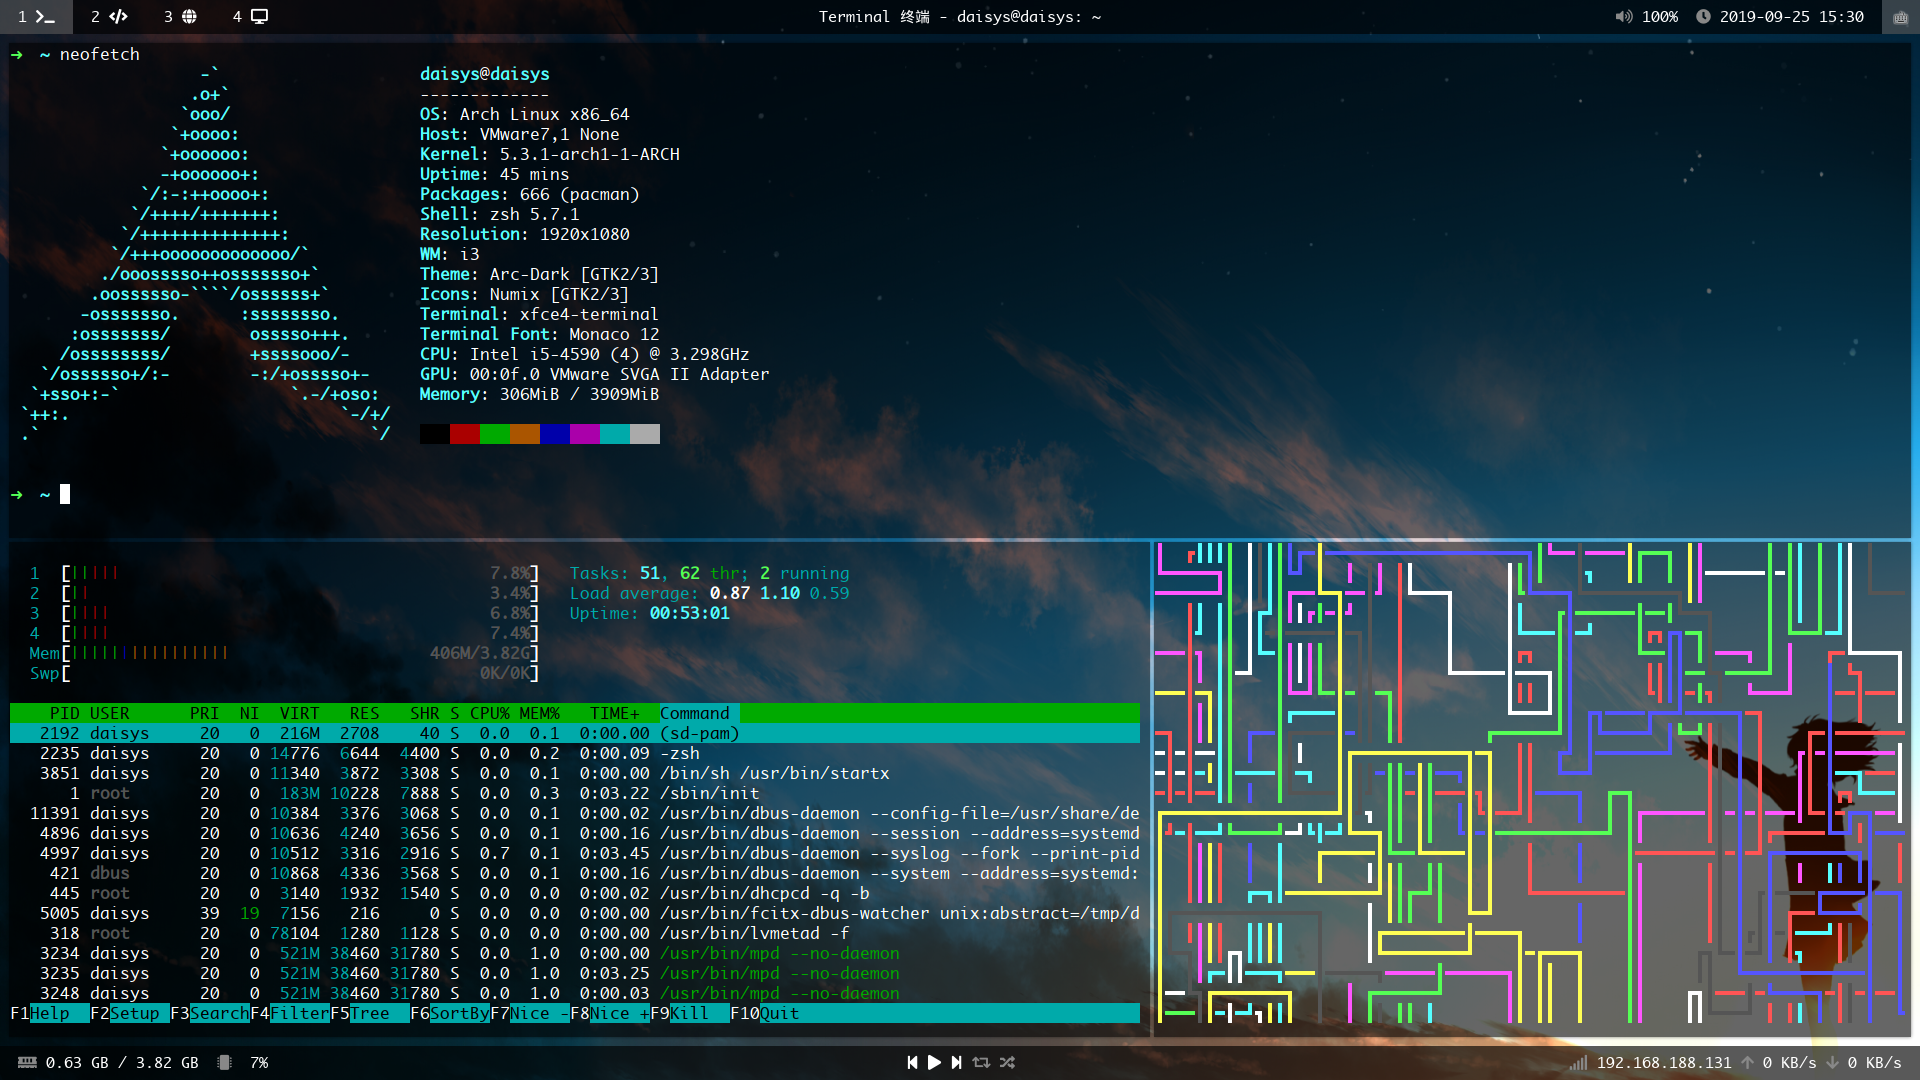 1 2 </> 3 4 Terminal 终端 - daisys@daisys: ~ 100% 2019-09-25 15:30
➜ ~ neofetch
-` daisys@daisys
.o+` -------------
`ooo/ OS: Arch Linux x86_64
`+oooo: Host: VMware7,1 None
`+oooooo: Kernel: 5.3.1-arch1-1-ARCH
-+oooooo+: Uptime: 45 mins
`/:-:++oooo+: Packages: 666 (pacman)
`/++++/+++++++: Shell: zsh 5.7.1
`/++++++++++++++: Resolution: 1920x1080
`/+++ooooooooooooo/` WM: i3
./ooosssso++osssssso+` Theme: Arc-Dark [GTK2/3]
.oossssso-````/ossssss+` Icons: Numix [GTK2/3]
-osssssso. :ssssssso. Terminal: xfce4-terminal
:osssssss/ osssso+++. Terminal Font: Monaco 12
/ossssssss/ +ssssooo/- CPU: Intel i5-4590 (4) @ 3.298GHz
`/ossssso+/:- -:/+osssso+- GPU: 00:0f.0 VMware SVGA II Adapter
`+sso+:-` `.-/+oso: Memory: 306MiB / 3909MiB
`++:. `-/+/
.` `/
➜ ~
1 [||||| 7.8%] Tasks: 51, 62 thr; 2 running
2 [|| 3.4%] Load average: 0.87 1.10 0.59
3 [|||| 6.8%] Uptime: 00:53:01
4 [|||| 7.4%]
Mem[|||||||||||||||| 406M/3.82G]
Swp[ 0K/0K]
PID USER PRI NI VIRT RES SHR S CPU% MEM% TIME+ Command
2192 daisys 20 0 216M 2708 40 S 0.0 0.1 0:00.00 (sd-pam)
2235 daisys 20 0 14776 6644 4400 S 0.0 0.2 0:00.09 -zsh
3851 daisys 20 0 11340 3872 3308 S 0.0 0.1 0:00.00 /bin/sh /usr/bin/startx
1 root 20 0 183M 10228 7888 S 0.0 0.3 0:03.22 /sbin/init
11391 daisys 20 0 10384 3376 3068 S 0.0 0.1 0:00.02 /usr/bin/dbus-daemon --config-file=/usr/share/de
4896 daisys 20 0 10636 4240 3656 S 0.0 0.1 0:00.16 /usr/bin/dbus-daemon --session --address=systemd
4997 daisys 20 0 10512 3316 2916 S 0.7 0.1 0:03.45 /usr/bin/dbus-daemon --syslog --fork --print-pid
421 dbus 20 0 10868 4336 3568 S 0.0 0.1 0:00.16 /usr/bin/dbus-daemon --system --address=systemd:
445 root 20 0 3140 1932 1540 S 0.0 0.0 0:00.02 /usr/bin/dhcpcd -q -b
5005 daisys 39 19 7156 216 0 S 0.0 0.0 0:00.00 /usr/bin/fcitx-dbus-watcher unix:abstract=/tmp/d
318 root 20 0 78104 1280 1128 S 0.0 0.0 0:00.00 /usr/bin/lvmetad -f
3234 daisys 20 0 521M 38460 31780 S 0.0 1.0 0:00.00 /usr/bin/mpd --no-daemon
3235 daisys 20 0 521M 38460 31780 S 0.0 1.0 0:03.25 /usr/bin/mpd --no-daemon
3248 daisys 20 0 521M 38460 31780 S 0.0 1.0 0:00.03 /usr/bin/mpd --no-daemon
F1Help F2Setup F3SearchF4FilterF5Tree F6SortByF7Nice -F8Nice +F9Kill F10Quit
0.63 GB / 3.82 GB 7% 192.168.188.131 ↑ 0 KB/s ↓ 0 KB/s